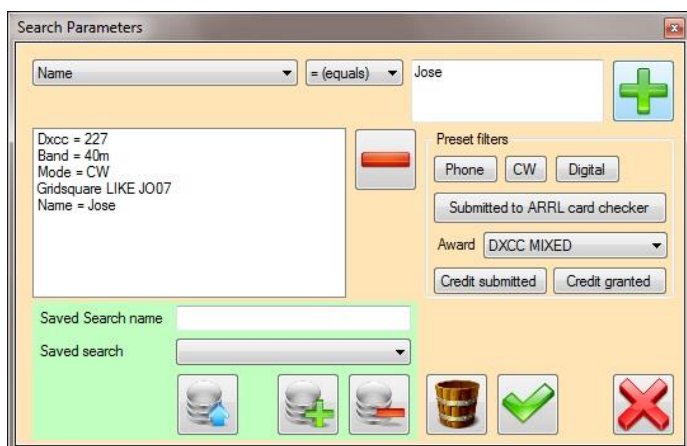 Search Parameters
Name = (equals) Jose
Dxcc = 227
Band = 40m
Mode = CW
Gridsquare LIKE JO07
Name = Jose
Preset filters
Phone CW Digital
Submitted to ARRL card checker
Award DXCC MIXED
Credit submitted Credit granted
Saved Search name
Saved search